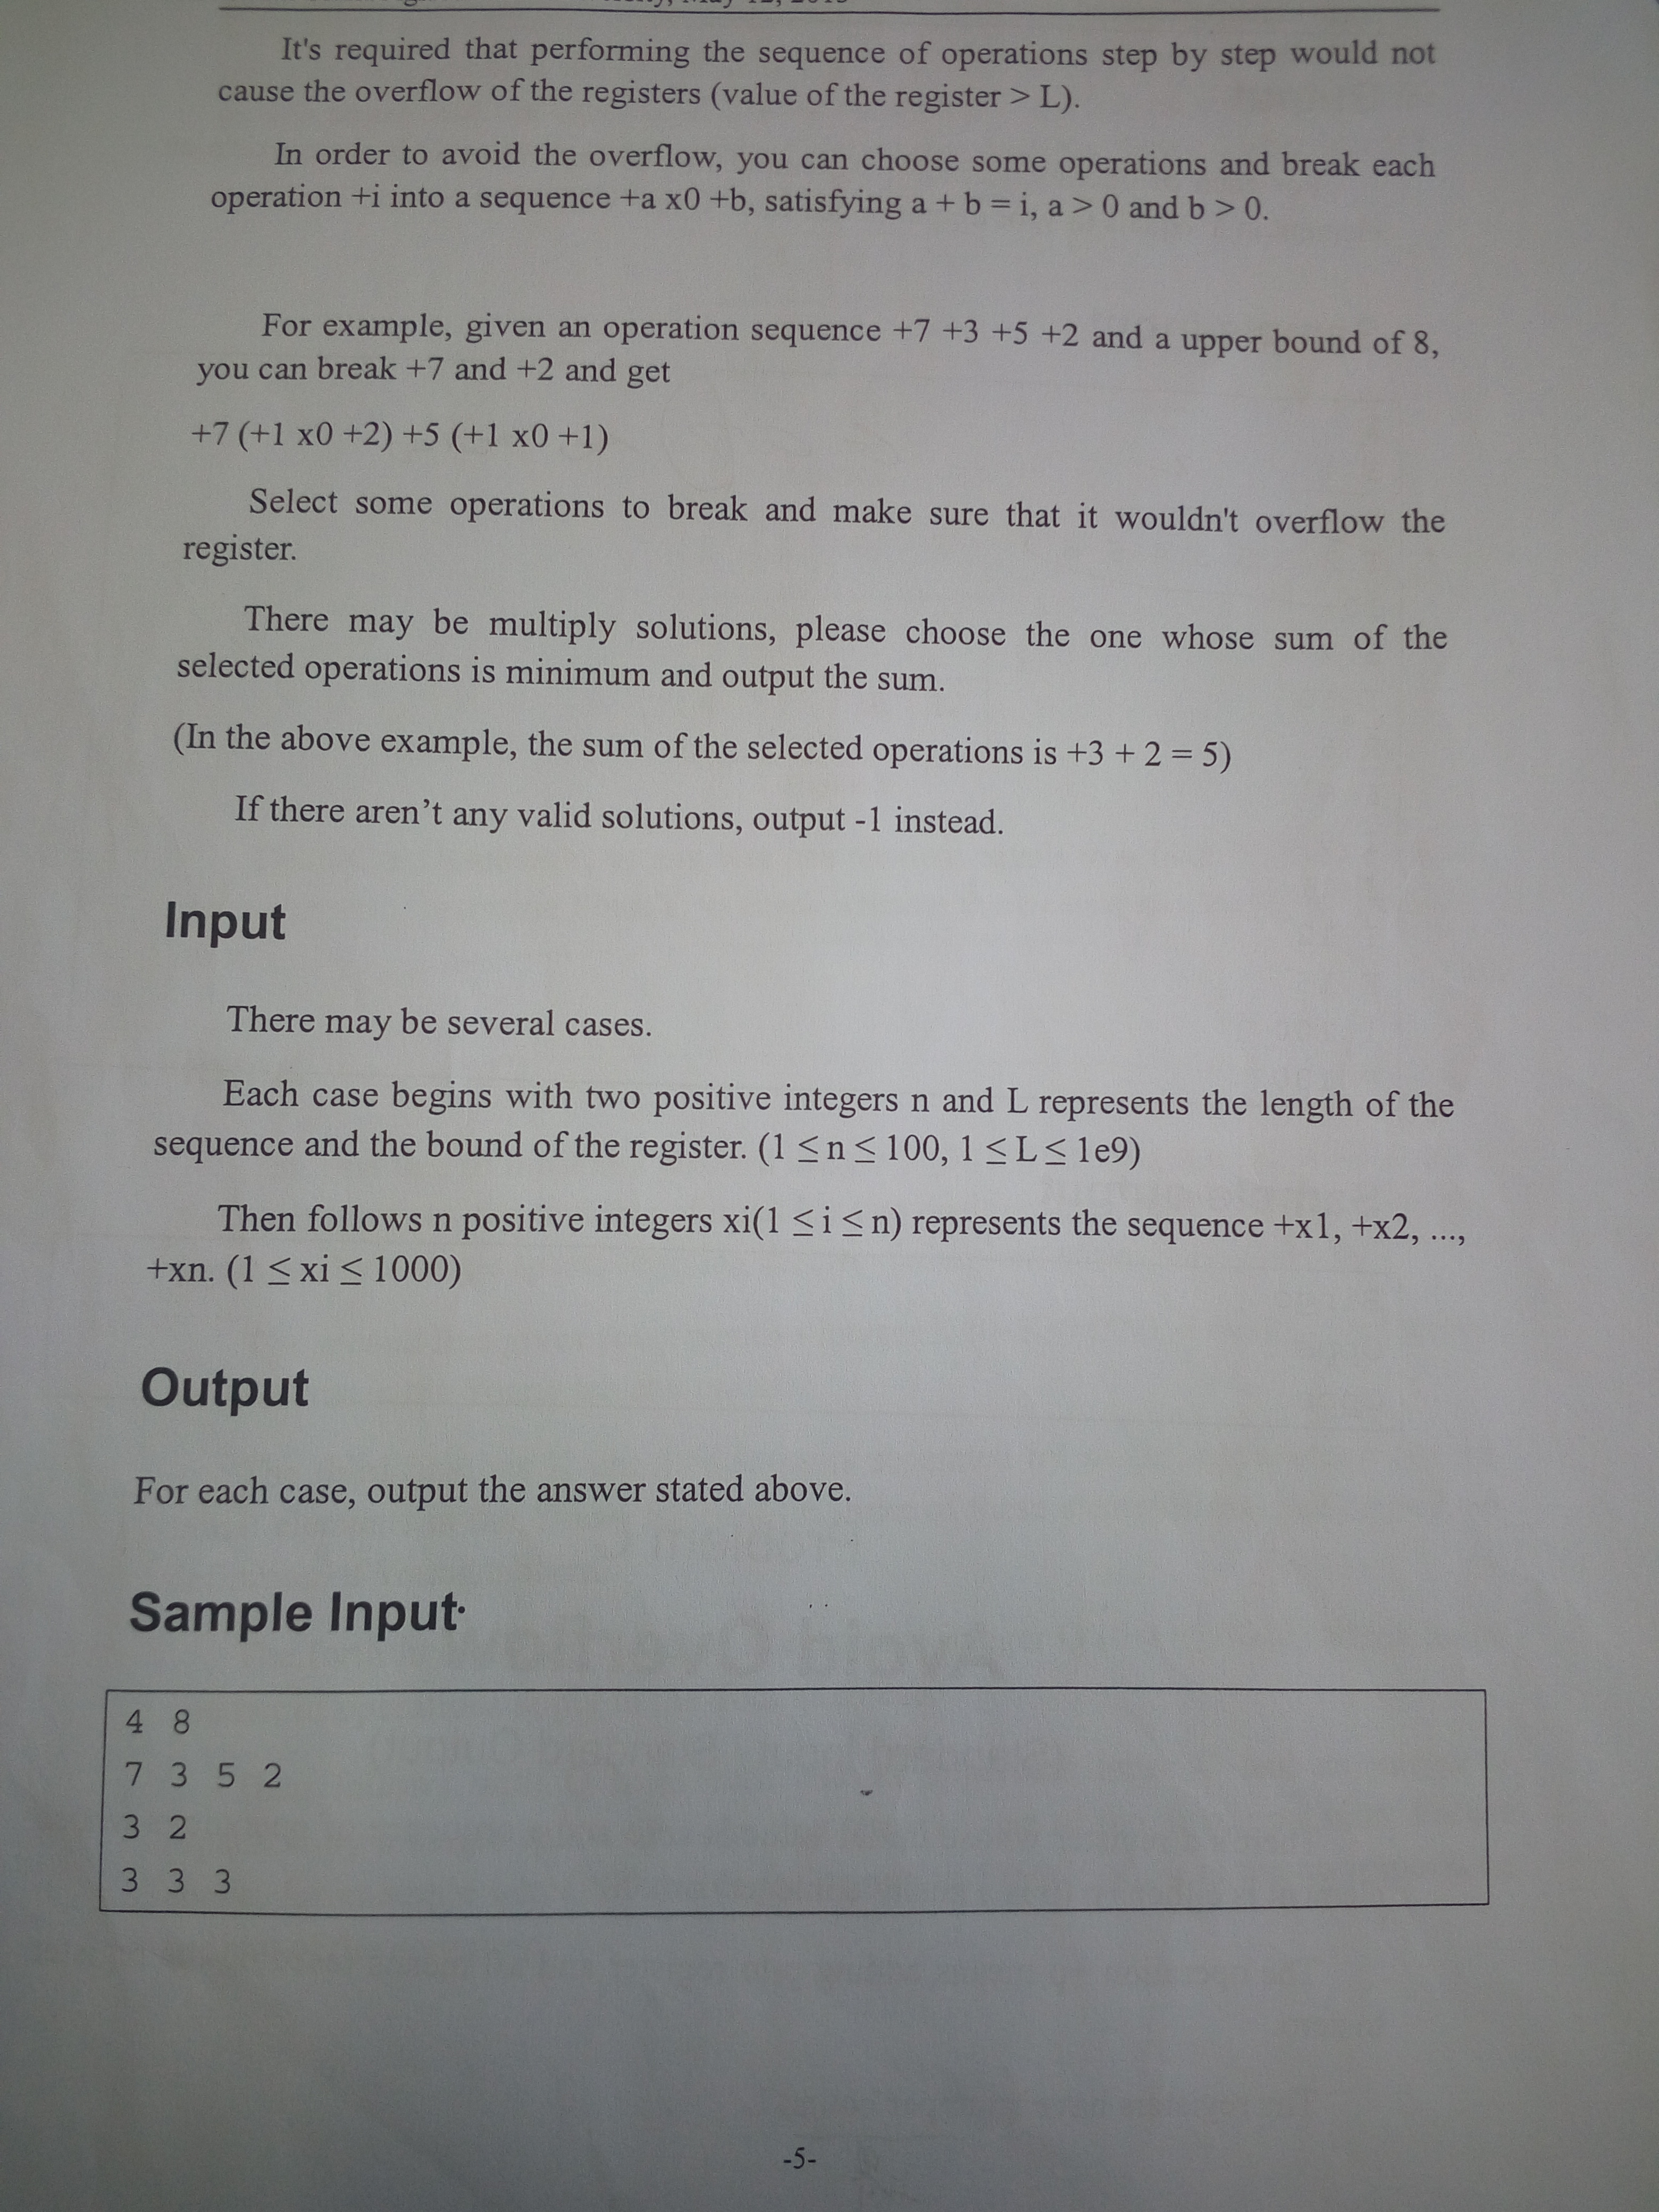 May 12, 2013
It's required that performing the sequence of operations step by step would not
cause the overflow of the registers (value of the register > L).
In order to avoid the overflow, you can choose some operations and break each
operation +i into a sequence +a x0 +b, satisfying a + b = i, a > 0 and b > 0.
For example, given an operation sequence +7 +3 +5 +2 and a upper bound of 8,
you can break +7 and +2 and get
+7 (+1 x0 +2) +5 (+1 x0 +1)
Select some operations to break and make sure that it wouldn't overflow the
register.
There may be multiply solutions, please choose the one whose sum of the
selected operations is minimum and output the sum.
(In the above example, the sum of the selected operations is +3 + 2 = 5)
If there aren’t any valid solutions, output -1 instead.
Input
There may be several cases.
Each case begins with two positive integers n and L represents the length of the
sequence and the bound of the register. (1 ≤ n ≤ 100, 1 ≤ L ≤ 1e9)
Then follows n positive integers xi(1 ≤ i ≤ n) represents the sequence +x1, +x2, ...,
+xn. (1 ≤ xi ≤ 1000)
Output
For each case, output the answer stated above.
Sample Input
4 8
7 3 5 2
3 2
3 3 3
-5-